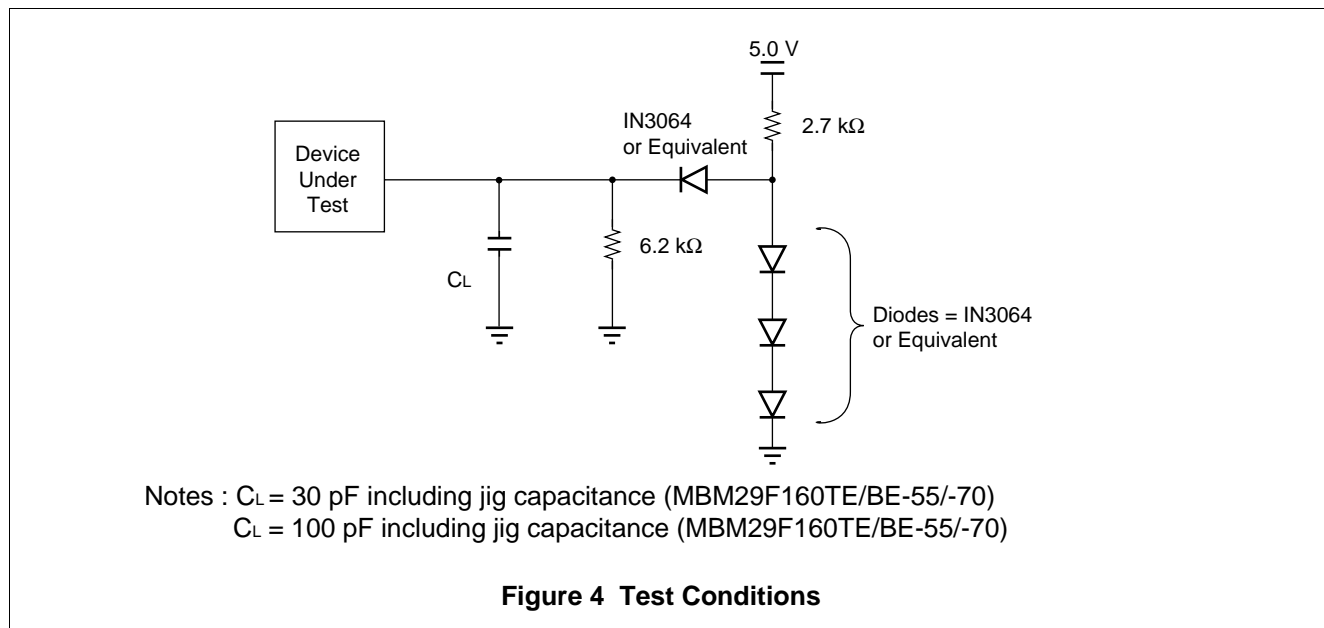 5.0 V
2.7 kΩ
IN3064
or Equivalent
Device
Under
Test
6.2 kΩ
CL
Diodes = IN3064
or Equivalent
Notes : CL = 30 pF including jig capacitance (MBM29F160TE/BE-55/-70)
CL = 100 pF including jig capacitance (MBM29F160TE/BE-55/-70)
Figure 4 Test Conditions